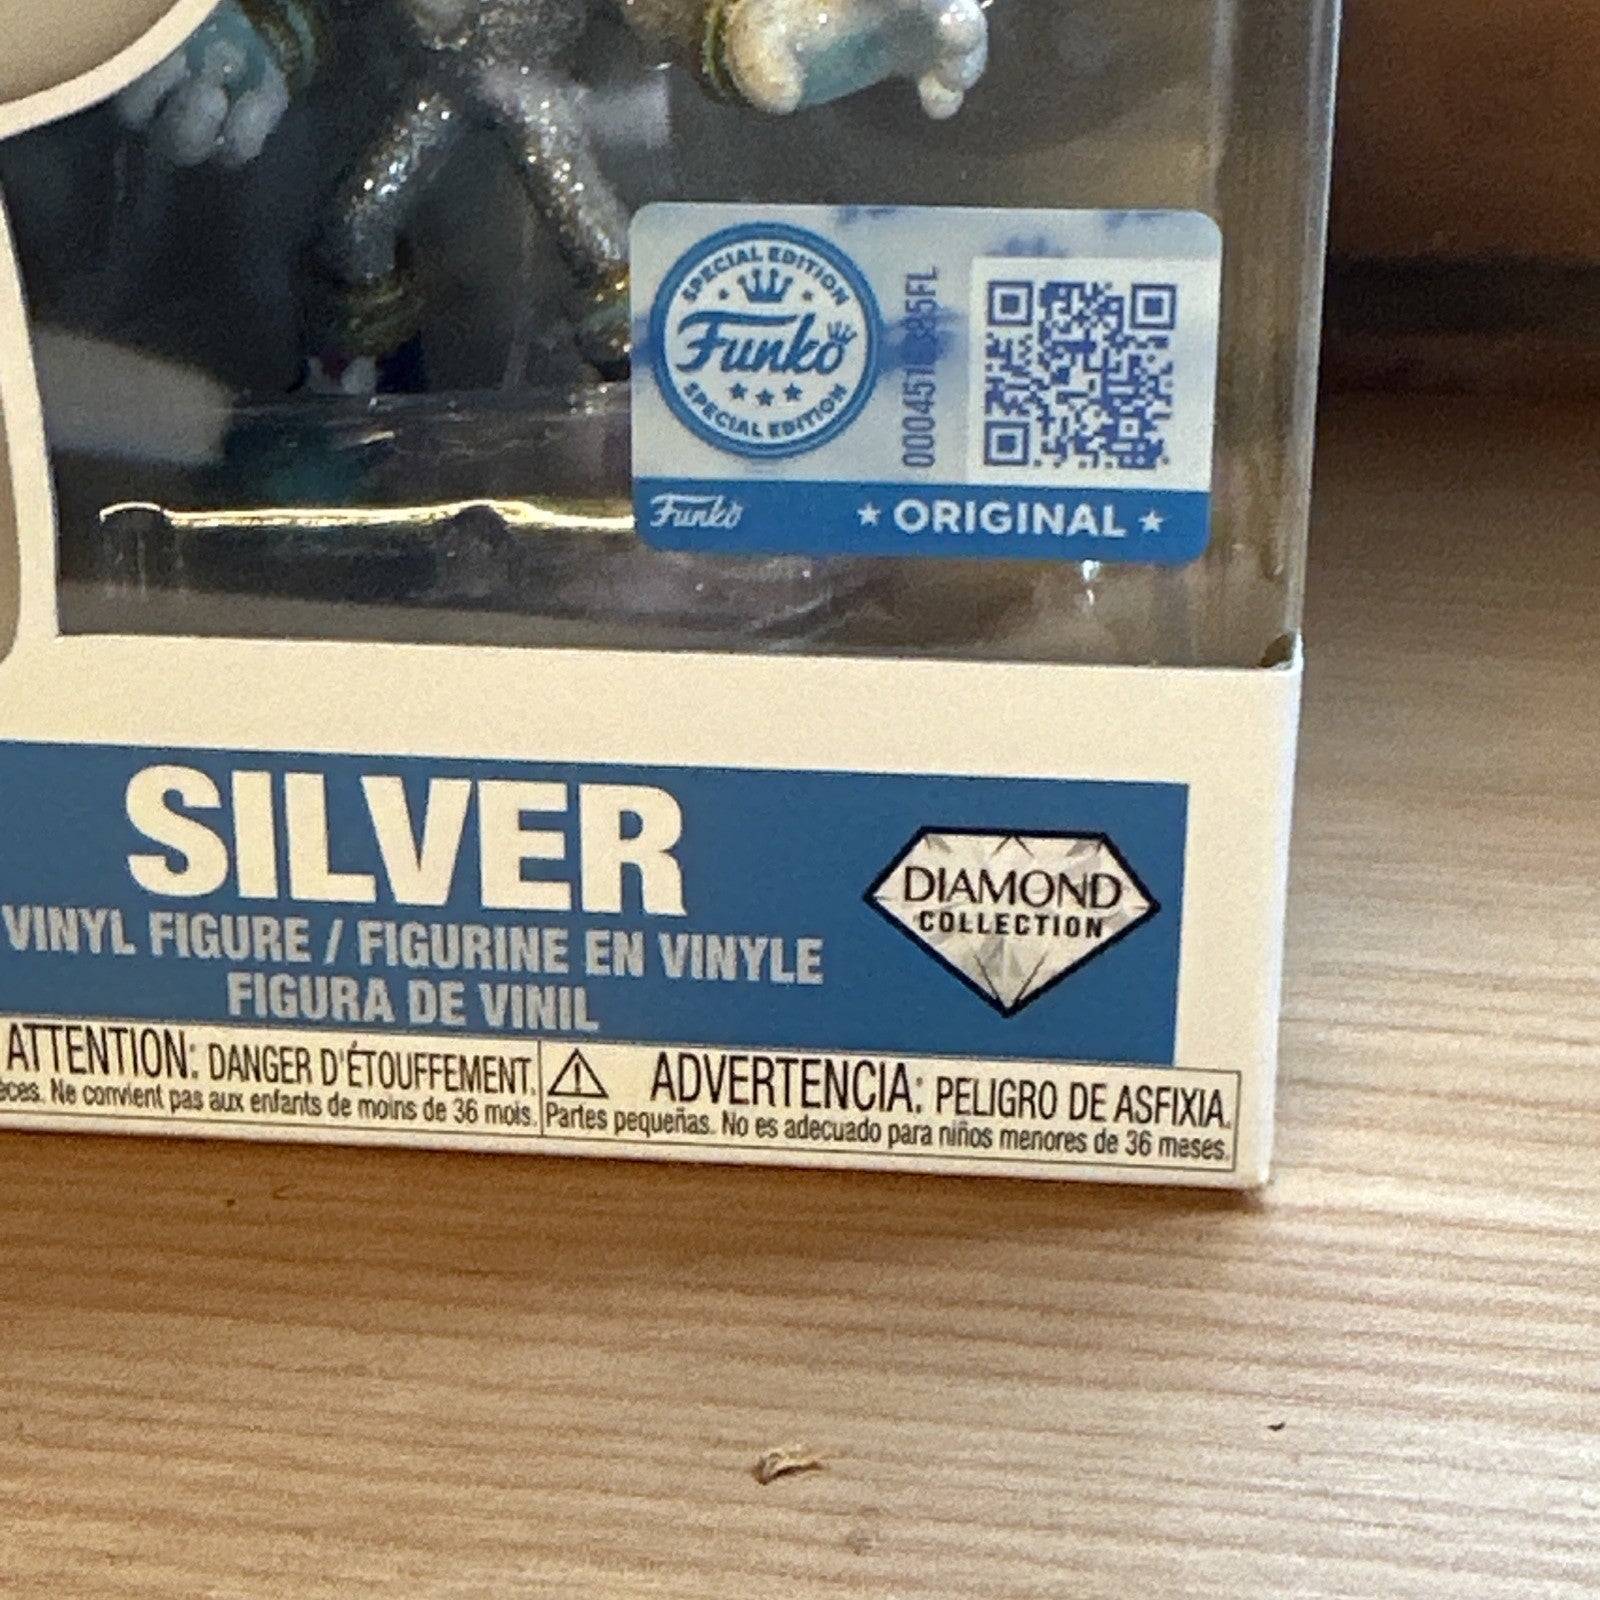 SPECIAL EDITION
Funko
SPECIAL EDITION
Funko
★ ORIGINAL ★
SILVER
VINYL FIGURE / FIGURINE EN VINYLE
FIGURA DE VINIL
DIAMOND
COLLECTION
ATTENTION: DANGER D'ÉTOUFFEMENT.
Ne convient pas aux enfants de moins de 36 mois.
ADVERTENCIA: PELIGRO DE ASFIXIA.
Partes pequeñas. No es adecuado para niños menores de 36 meses.